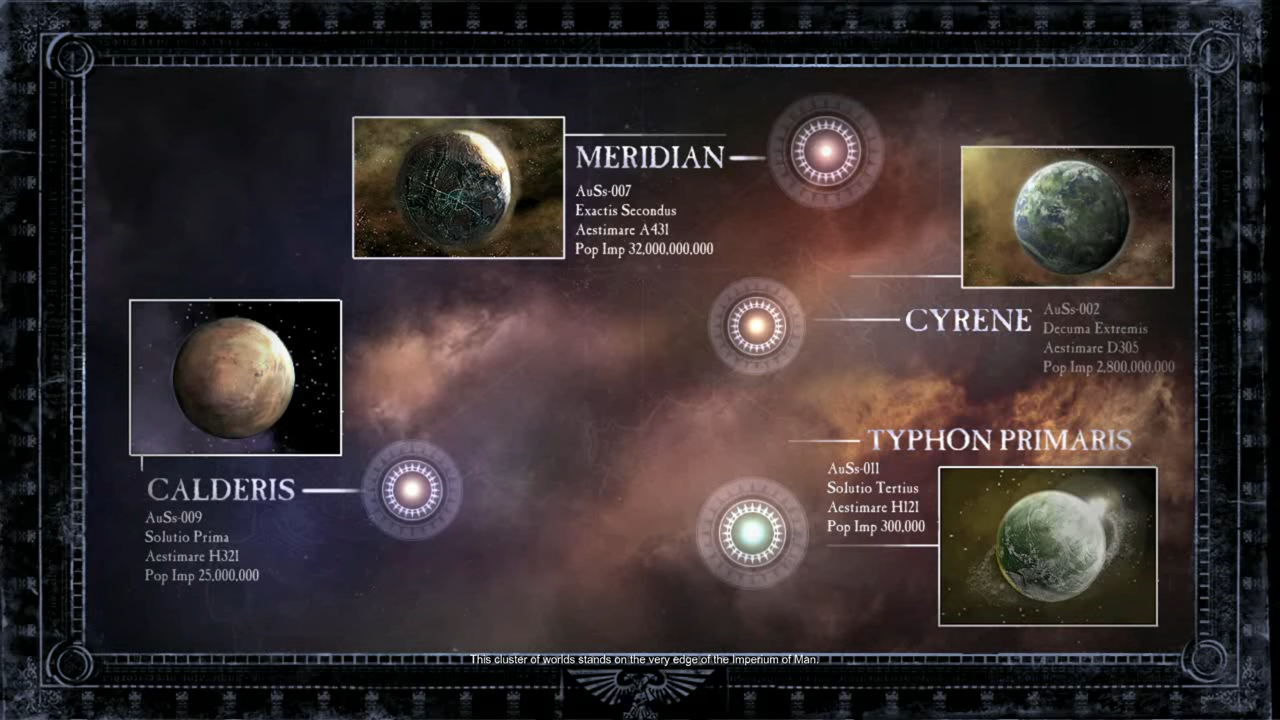 MERIDIAN
AuSs-007
Exactis Secondus
Aestimare A431
Pop Imp 32,000,000,000
CYRENE
AuSs-002
Decuma Extremis
Aestimare D305
Pop Imp 2,800,000,000
TYPHON PRIMARIS
AuSs-011
Solutio Tertius
Aestimare H121
Pop Imp 300,000
CALDERIS
AuSs-009
Solutio Prima
Aestimare H321
Pop Imp 25,000,000
This cluster of worlds stands on the very edge of the Imperium of Man.